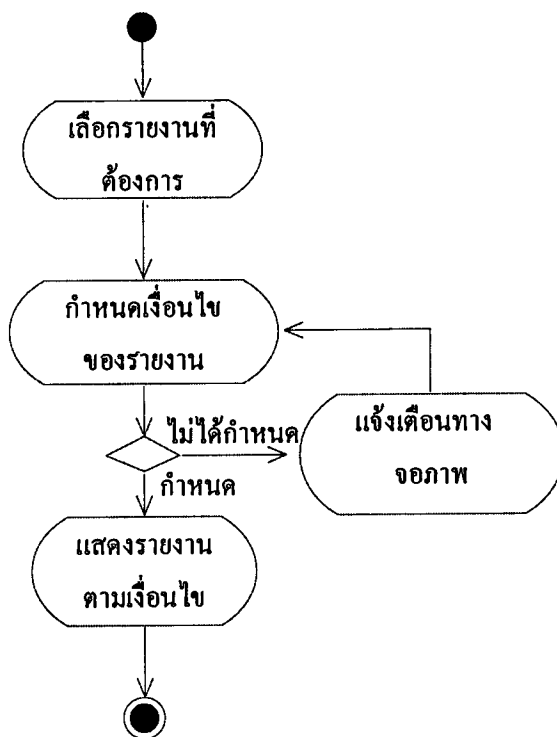 เลือกรายงานที่
ต้องการ
กำหนดเงื่อนไข
ของรายงาน
ไม่ได้กำหนด
แจ้งเตือนทาง
จอภาพ
กำหนด
แสดงรายงาน
ตามเงื่อนไข